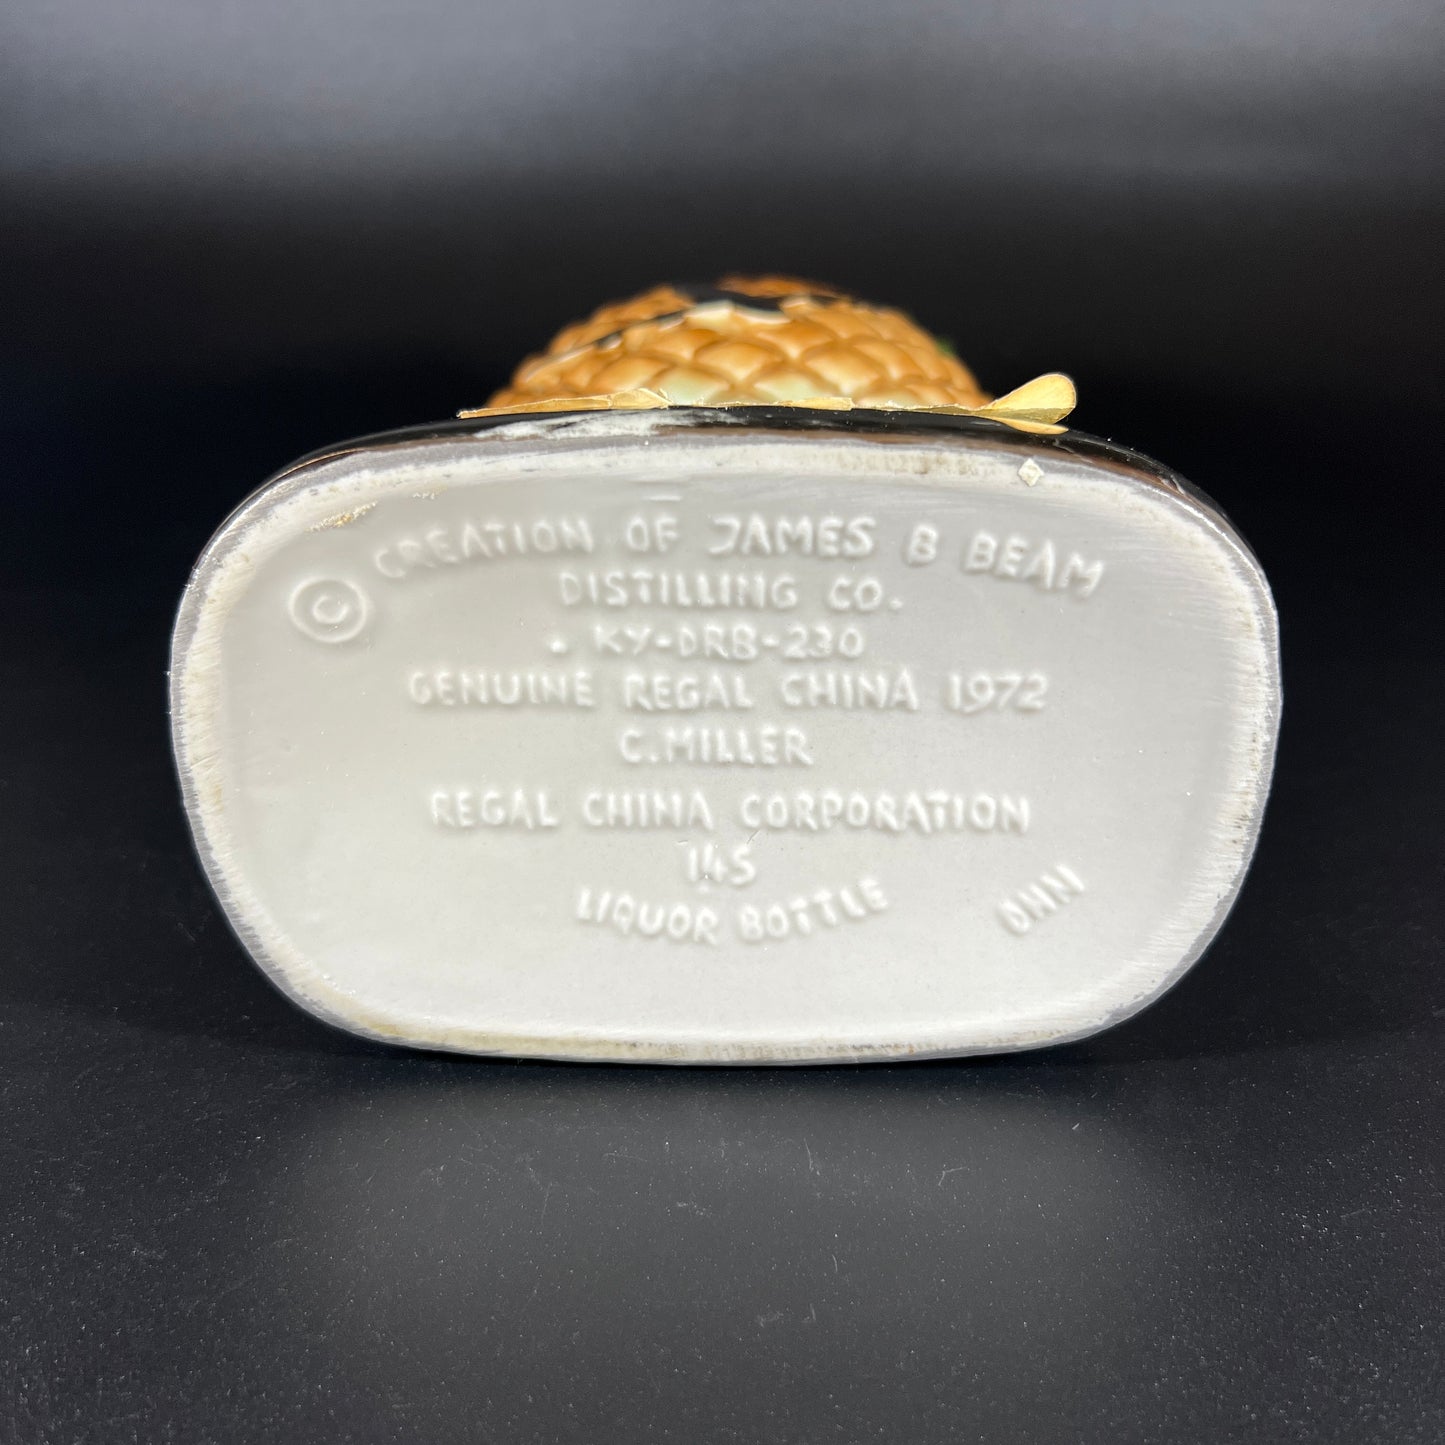 © CREATION OF JAMES B BEAM
DISTILLING CO.
. KY-DRB-230
GENUINE REGAL CHINA 1972
C. MILLER
REGAL CHINA CORPORATION
145
LIQUOR BOTTLE